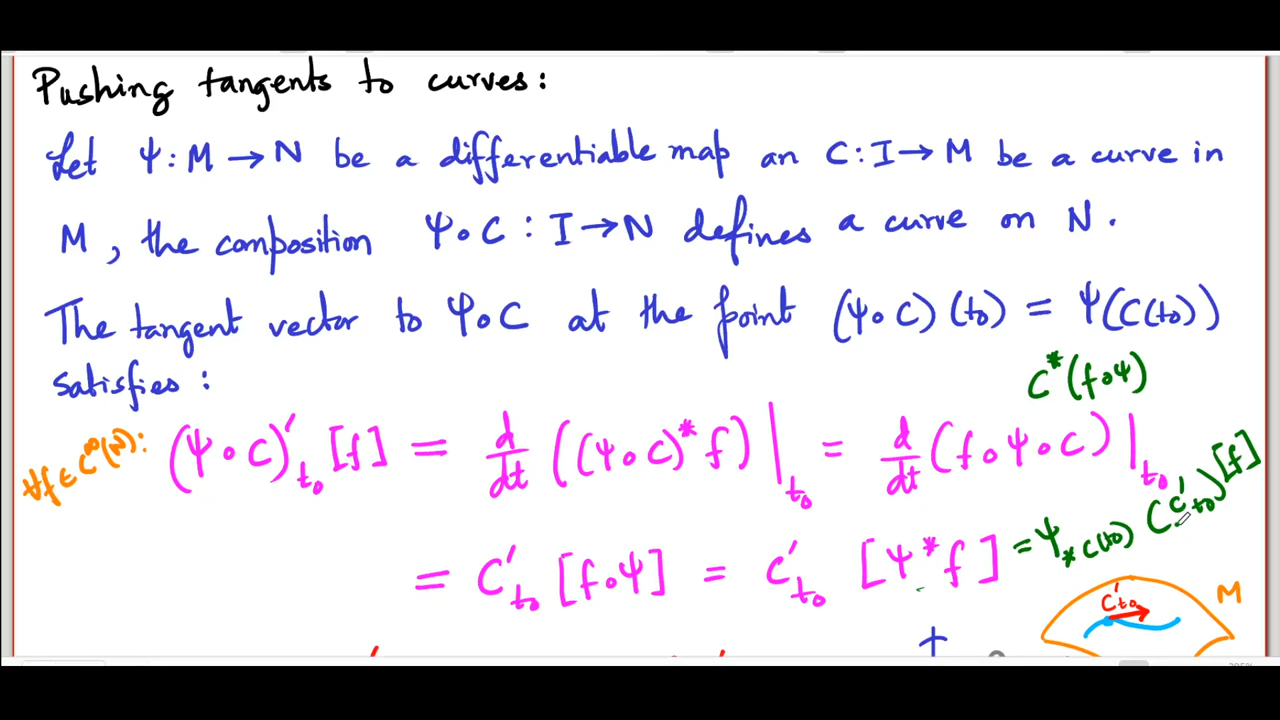 Pushing tangents to curves:
Let Ψ: M → N be a differentiable map an C: I → M be a curve in
M, the composition Ψ∘C : I → N defines a curve on N.
The tangent vector to Ψ∘C at the point (Ψ∘C)(t₀) = Ψ(C(t₀))
satisfies:
C*(f∘Ψ)
∀f ∈ C^∞(N): (Ψ∘C)'_{t₀} [f] = d/dt ((Ψ∘C)* f)|_{t₀} = d/dt (f∘Ψ∘C)|_{t₀}
= C'_{t₀} [f∘Ψ] = C'_{t₀} [Ψ* f] = Ψ_{* C(t₀)} (C'_{t₀})[f]
C'_{t₀} M